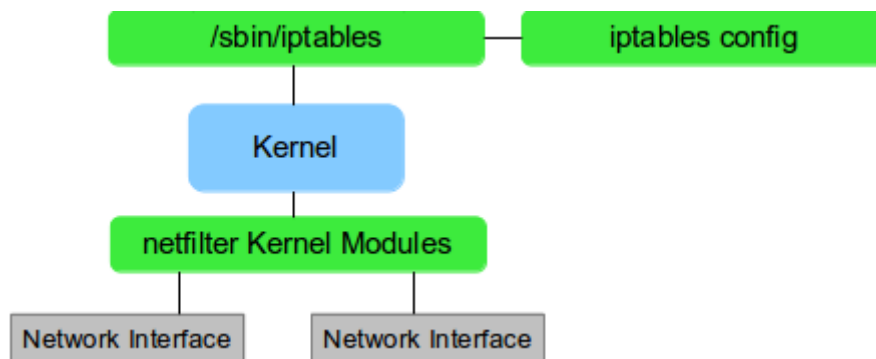 /sbin/iptables
iptables config
Kernel
netfilter Kernel Modules
Network Interface
Network Interface